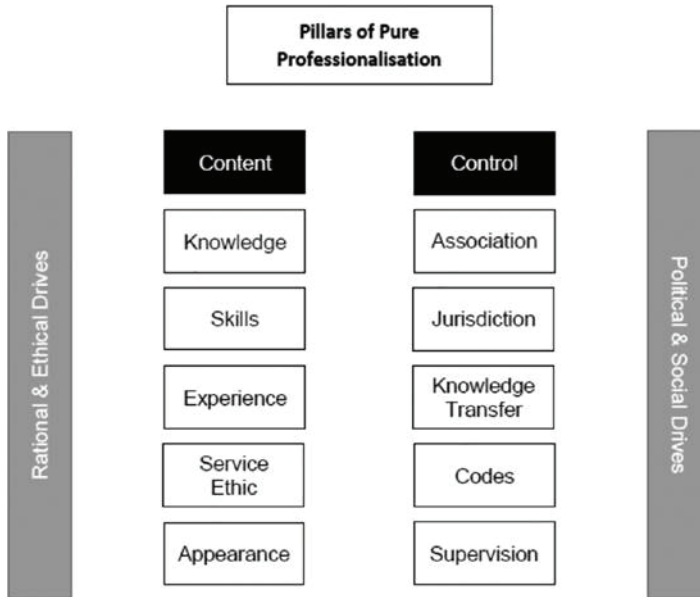 Pillars of Pure
Professionalisation
Rational & Ethical Drives
Content
Knowledge
Skills
Experience
Service
Ethic
Appearance
Control
Association
Jurisdiction
Knowledge
Transfer
Codes
Supervision
Political & Social Drives